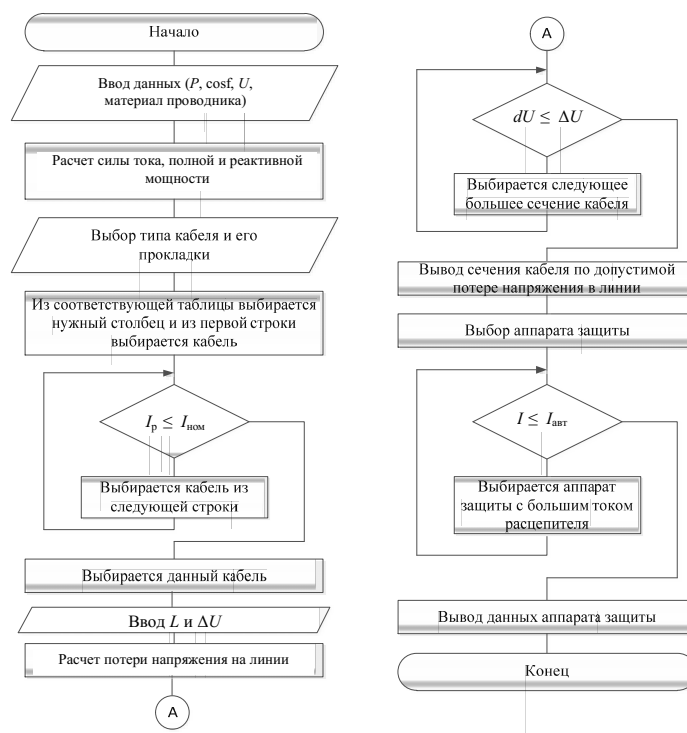 Начало
Ввод данных (P, cosf, U,
материал проводника)
Расчет силы тока, полной и реактивной
мощности
Выбор типа кабеля и его
прокладки
Из соответствующей таблицы выбирается
нужный столбец и из первой строки
выбирается кабель
Iр ≤ Iном
Выбирается кабель из
следующей строки
Выбирается данный кабель
Ввод L и ΔU
Расчет потери напряжения на линии
А
А
dU ≤ ΔU
Выбирается следующее
большее сечение кабеля
Вывод сечения кабеля по допустимой
потере напряжения в линии
Выбор аппарата защиты
I ≤ Iавт
Выбирается аппарат
защиты с большим током
расцепителя
Вывод данных аппарата защиты
Конец